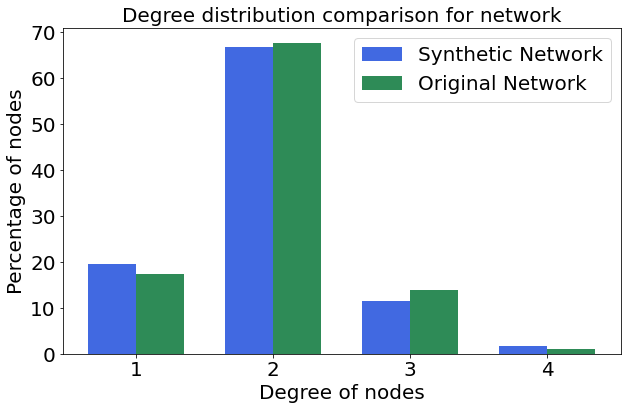 Degree distribution comparison for network
Synthetic Network
Original Network
Percentage of nodes
70
60
50
40
30
20
10
0
1 2 3 4
Degree of nodes